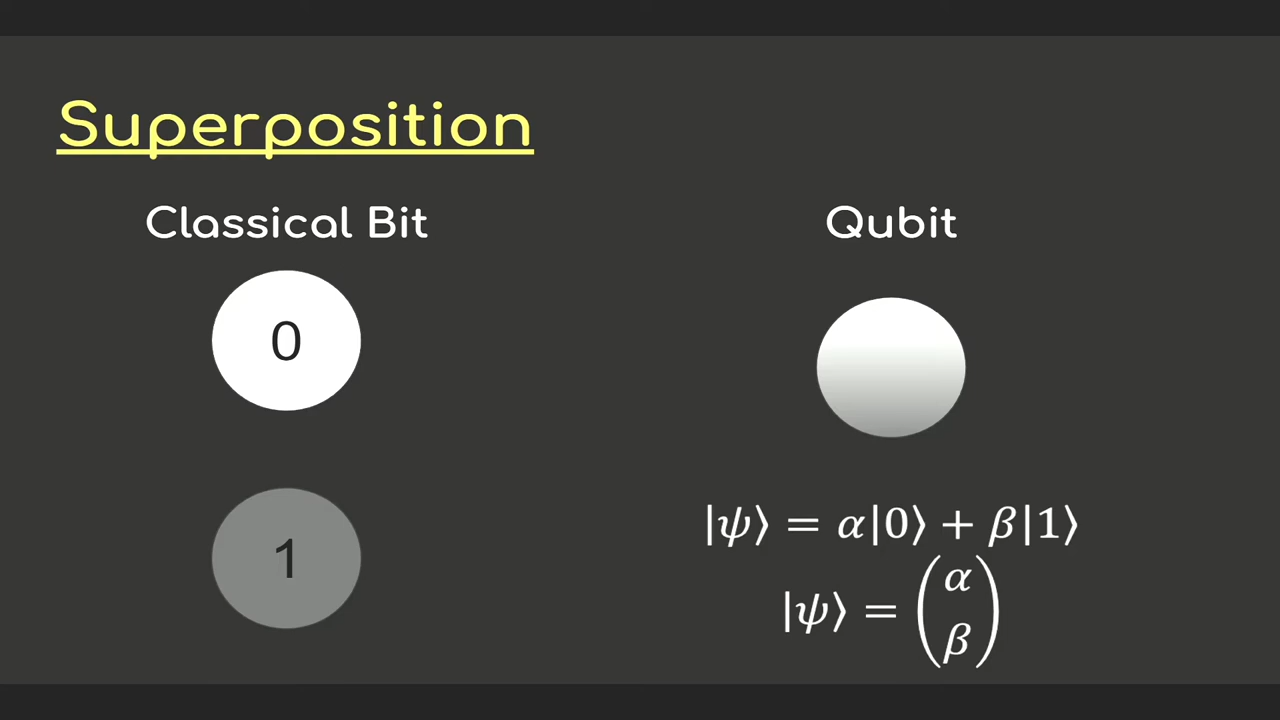 Superposition
Classical Bit
0
1
Qubit
|ψ⟩ = α|0⟩ + β|1⟩
|ψ⟩ = (α
β)